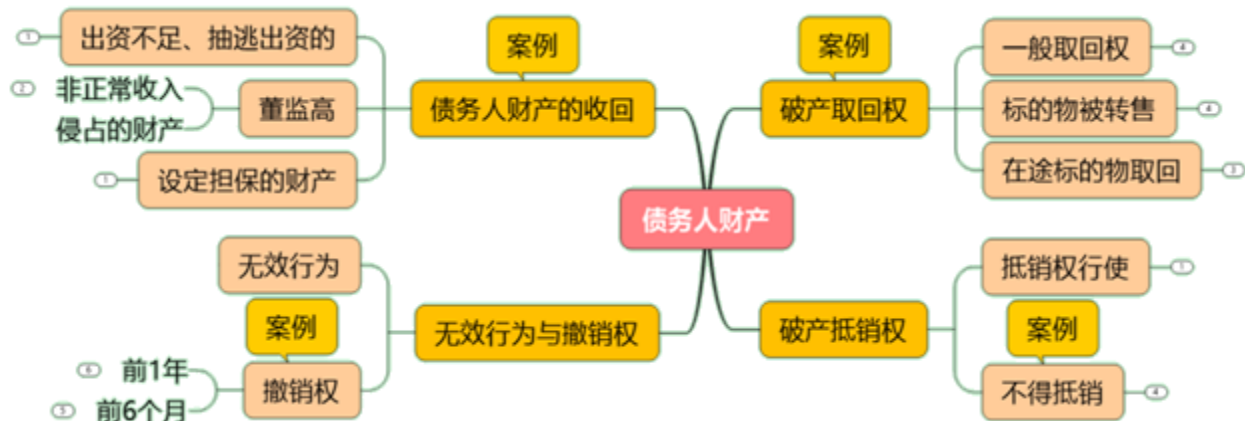 债务人财产
案例
债务人财产的收回
出资不足、抽逃出资的
1
董监高
非正常收入
2
侵占的财产
设定担保的财产
1
无效行为与撤销权
无效行为
案例
撤销权
前1年
6
前6个月
5
案例
破产取回权
一般取回权
4
标的物被转售
4
在途标的物取回
3
破产抵销权
抵销权行使
1
案例
不得抵销
4